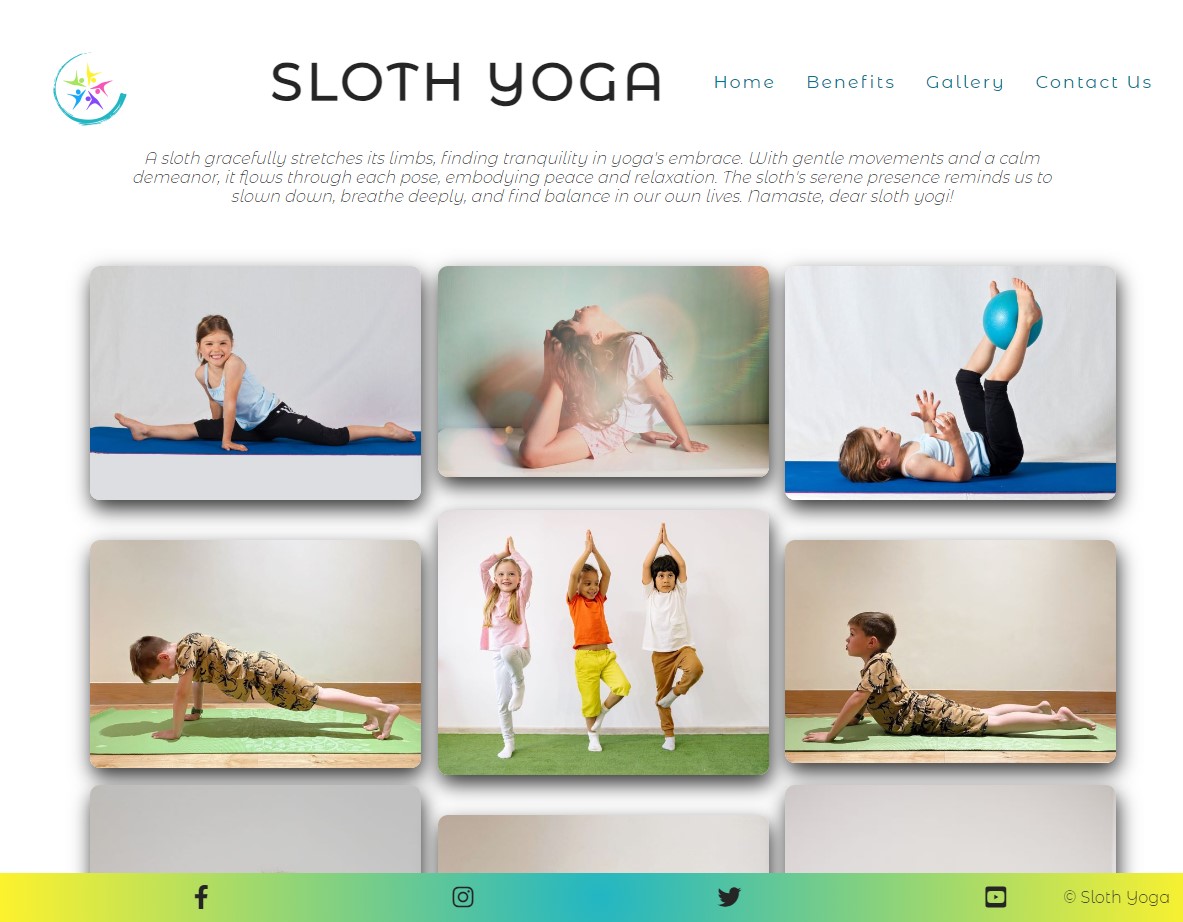 SLOTH YOGA
Home Benefits Gallery Contact Us
A sloth gracefully stretches its limbs, finding tranquility in yoga's embrace. With gentle movements and a calm
demeanor, it flows through each pose, embodying peace and relaxation. The sloth's serene presence reminds us to
slown down, breathe deeply, and find balance in our own lives. Namaste, dear sloth yogi!
© Sloth Yoga